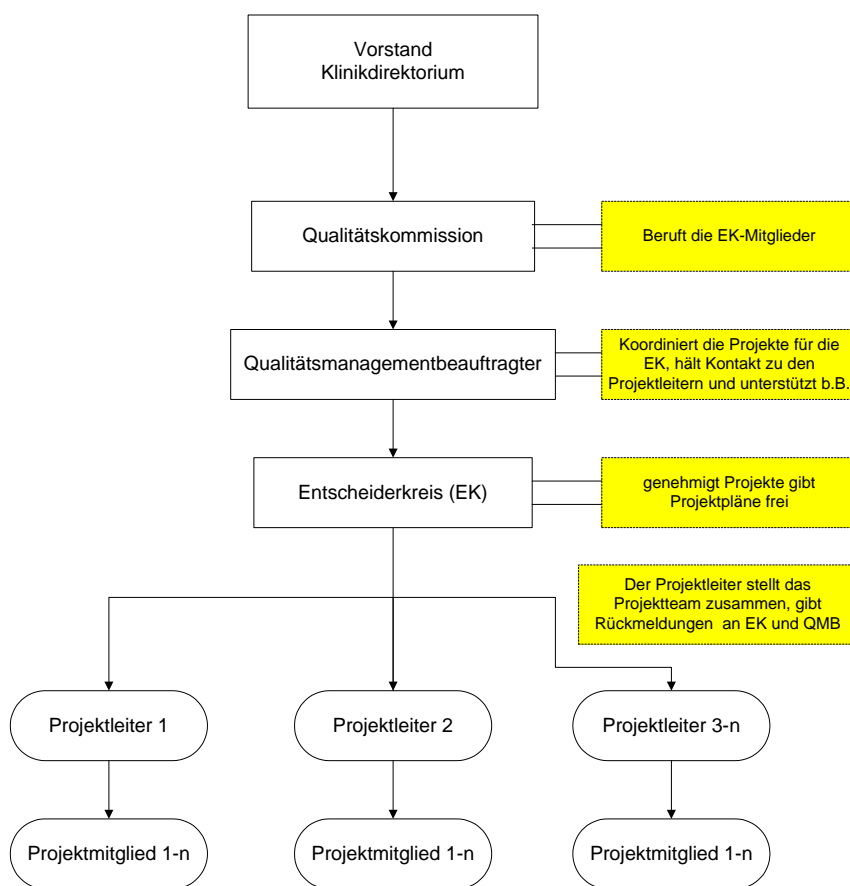 Vorstand
Klinikdirektorium
Qualitätskommission
Beruft die EK-Mitglieder
Qualitätsmanagementbeauftragter
Koordiniert die Projekte für die
EK, hält Kontakt zu den
Projektleitern und unterstützt b.B.
Entscheiderkreis (EK)
genehmigt Projekte gibt
Projektpläne frei
Der Projektleiter stellt das
Projektteam zusammen, gibt
Rückmeldungen an EK und QMB
Projektleiter 1
Projektleiter 2
Projektleiter 3-n
Projektmitglied 1-n
Projektmitglied 1-n
Projektmitglied 1-n